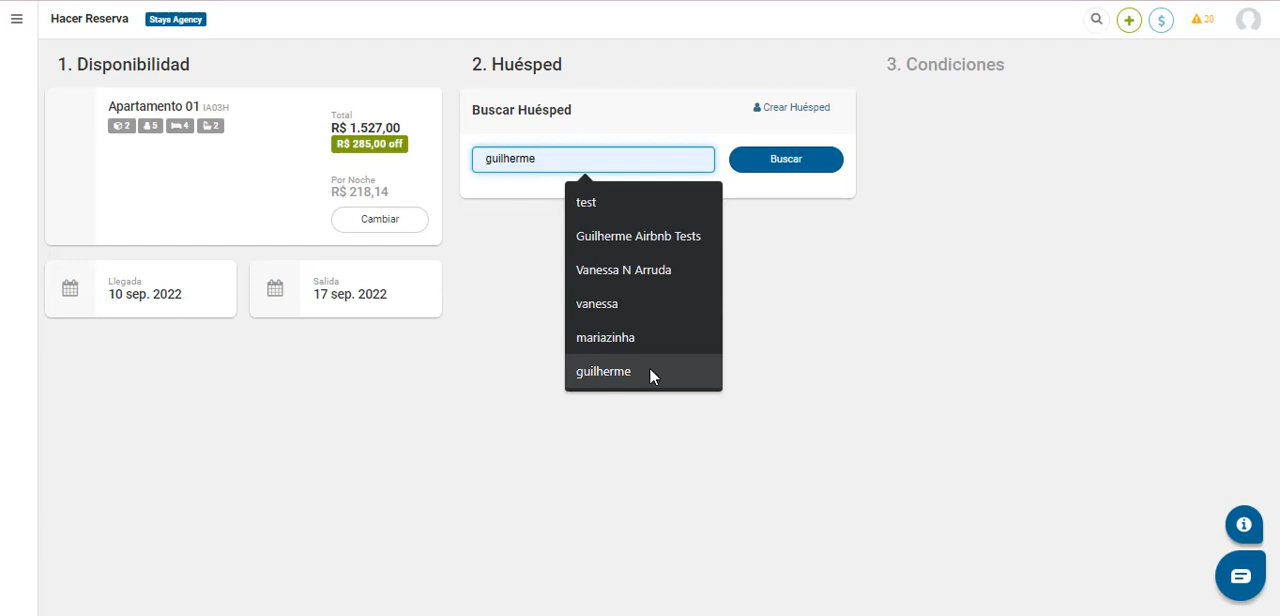 Hacer Reserva Stays Agency
20
1. Disponibilidad
Apartamento 01 IA03H
2 5 4 2
Total
R$ 1.527,00
R$ 285,00 off
Por Noche
R$ 218,14
Cambiar
Llegada
10 sep. 2022
Salida
17 sep. 2022
2. Huésped
Buscar Huésped
Crear Huésped
guilherme
Buscar
test
Guilherme Airbnb Tests
Vanessa N Arruda
vanessa
mariazinha
guilherme
3. Condiciones